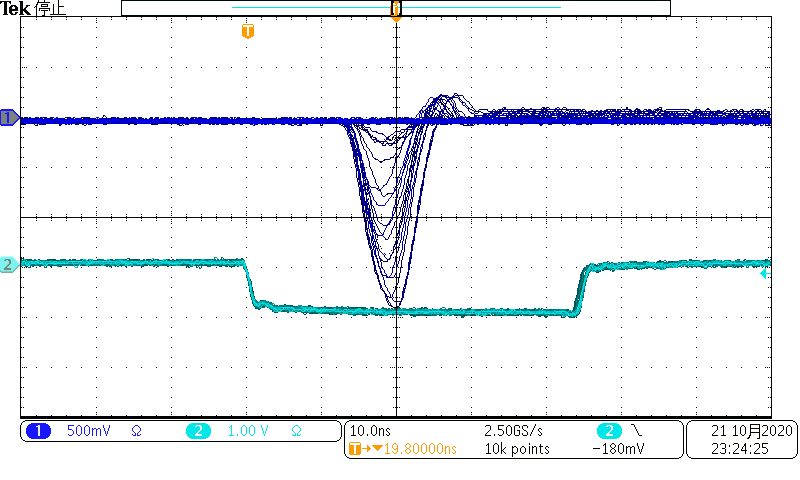 Tek 停止
T
T
1
2
1 500mV Ω 2 1.00 V Ω
10.0ns 2.50GS/s 2
T→▼19.80000ns 10k points −180mV
21 10月2020
23:24:25